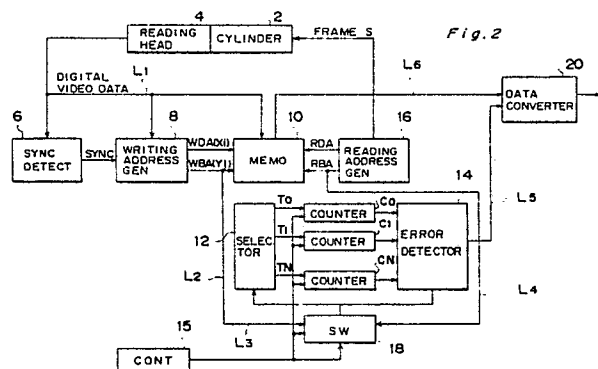 4
2
READING HEAD
CYLINDER
FRAME S
Fig.2
20
DIGITAL VIDEO DATA
L1
L6
DATA CONVERTER
6
8
10
16
SYNC DETECT
SYNC
WRITING ADDRESS GEN
WDA(Xi)
WBA(Yi)
MEMO
RDA
RBA
READING ADDRESS GEN
14
L5
12
SELECTOR
T0
COUNTER
C0
T1
COUNTER
C1
TN
COUNTER
CN
ERROR DETECTOR
L2
L4
L3
15
CONT
SW
18